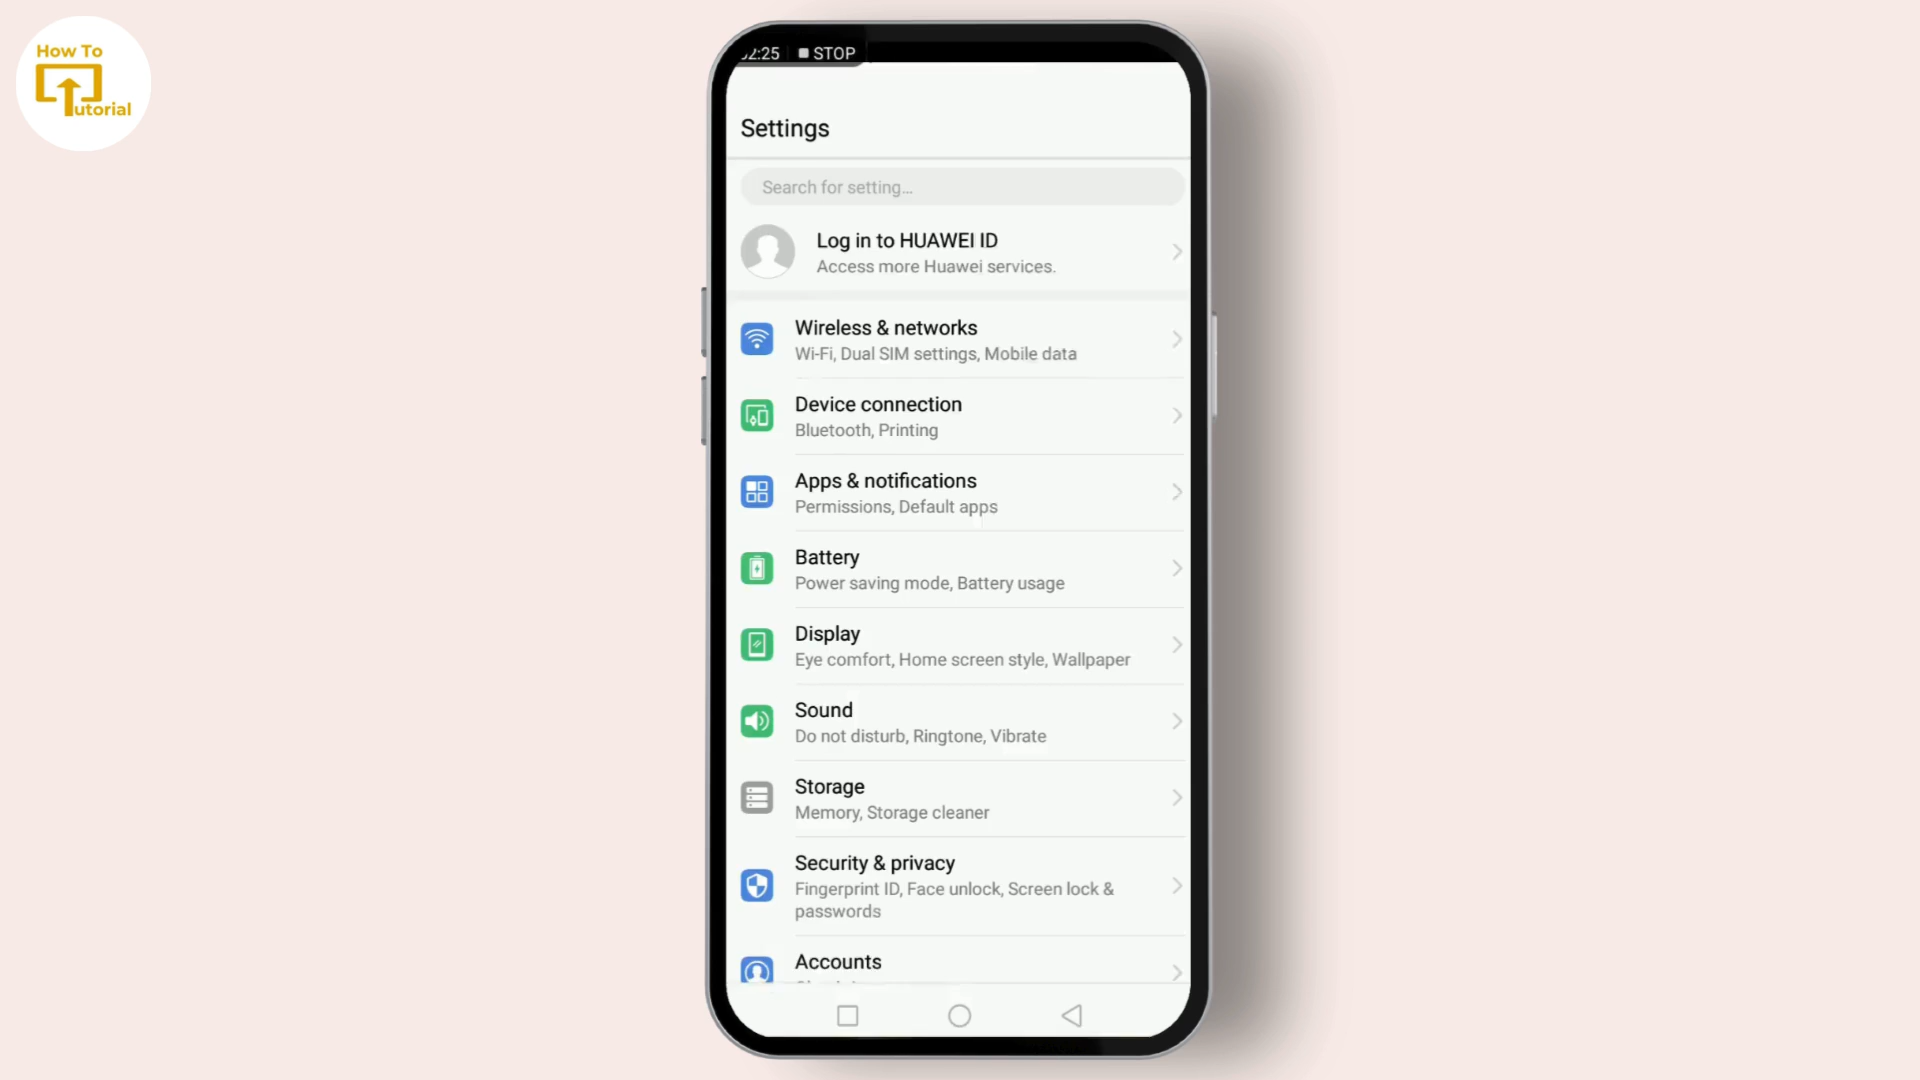 How To
Tutorial
02:25 STOP
Settings
Search for setting...
Log in to HUAWEI ID
Access more Huawei services.
Wireless & networks
Wi-Fi, Dual SIM settings, Mobile data
Device connection
Bluetooth, Printing
Apps & notifications
Permissions, Default apps
Battery
Power saving mode, Battery usage
Display
Eye comfort, Home screen style, Wallpaper
Sound
Do not disturb, Ringtone, Vibrate
Storage
Memory, Storage cleaner
Security & privacy
Fingerprint ID, Face unlock, Screen lock &
passwords
Accounts